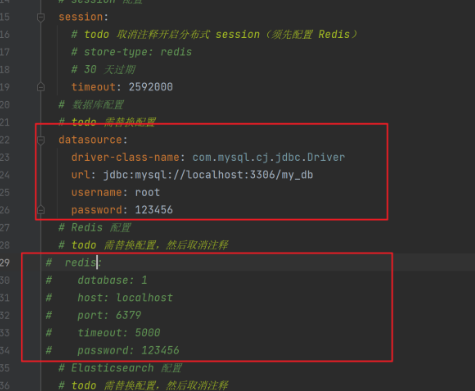 # session 配置
15 session:
16 # todo 取消注释开启分布式 session（须先配置 Redis）
17 # store-type: redis
18 # 30 天过期
19 timeout: 2592000
20 # 数据库配置
21 # todo 需替换配置
22 datasource:
23 driver-class-name: com.mysql.cj.jdbc.Driver
24 url: jdbc:mysql://localhost:3306/my_db
25 username: root
26 password: 123456
27 # Redis 配置
28 # todo 需替换配置，然后取消注释
29 # redis:
30 # database: 1
31 # host: localhost
32 # port: 6379
33 # timeout: 5000
34 # password: 123456
35 # Elasticsearch 配置
36 # todo 需替换配置，然后取消注释